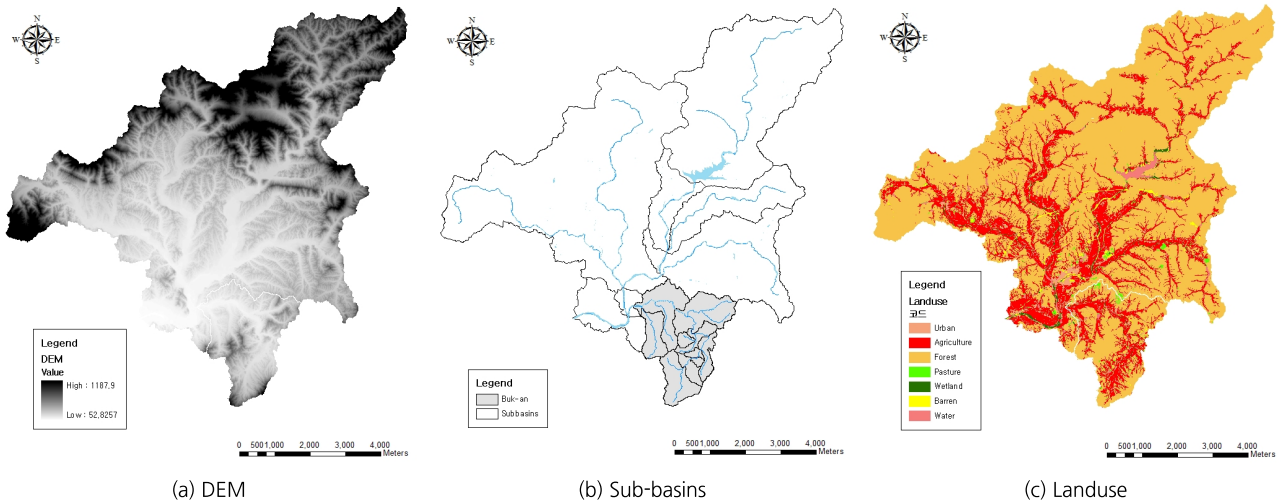 N
W E
S
Legend
DEM
Value
High : 1187,9
Low : 52,8257
0 500 1,000 2,000 3,000 4,000
Meters
(a) DEM
N
W E
S
Legend
Buk-an
Subbasins
0 500 1,000 2,000 3,000 4,000
Meters
(b) Sub-basins
N
W E
S
Legend
Landuse
코드
Urban
Agriculture
Forest
Pasture
Wetland
Barren
Water
0 500 1,000 2,000 3,000 4,000
Meters
(c) Landuse